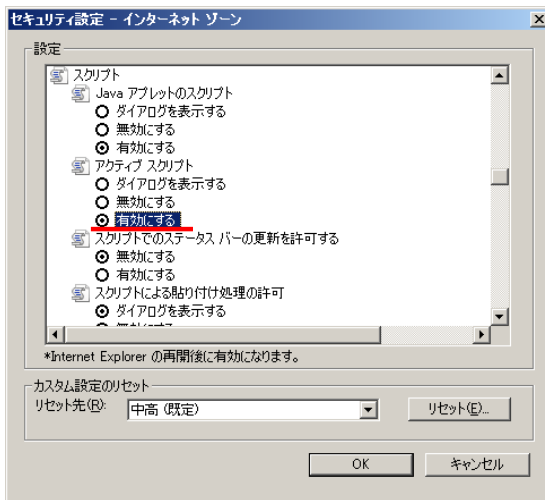 セキュリティ設定 - インターネット ゾーン
設定
スクリプト
Java アプレットのスクリプト
ダイアログを表示する
無効にする
有効にする
アクティブ スクリプト
ダイアログを表示する
無効にする
有効にする
スクリプトでのステータス バーの更新を許可する
無効にする
有効にする
スクリプトによる貼り付け処理の許可
ダイアログを表示する
*Internet Explorer の再開後に有効になります。
カスタム設定のリセット
リセット先(R): 中高 (既定) リセット(E)...
OK キャンセル